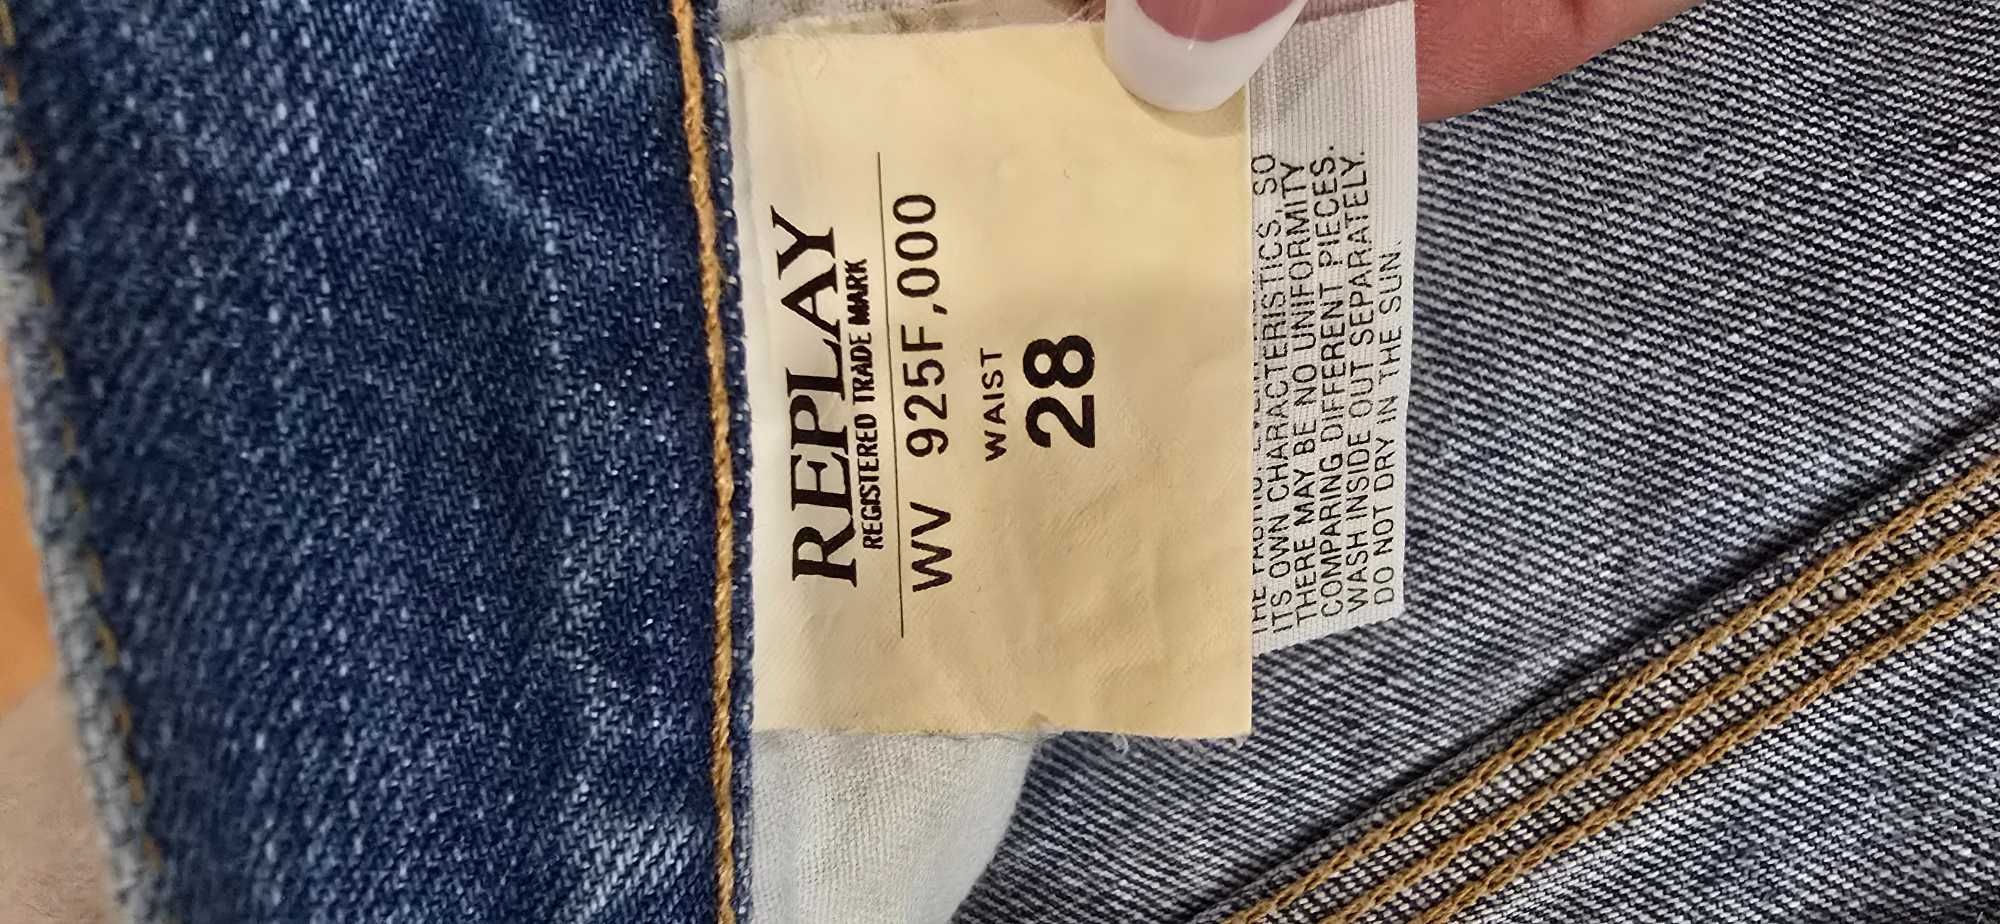 REPLAY
REGISTERED TRADE MARK
WV 925F,000
WAIST
28
ITS OWN CHARACTERISTICS, SO
THERE MAY BE NO UNIFORMITY
COMPARING DIFFERENT PIECES.
WASH INSIDE OUT SEPARATELY.
DO NOT DRY IN THE SUN.